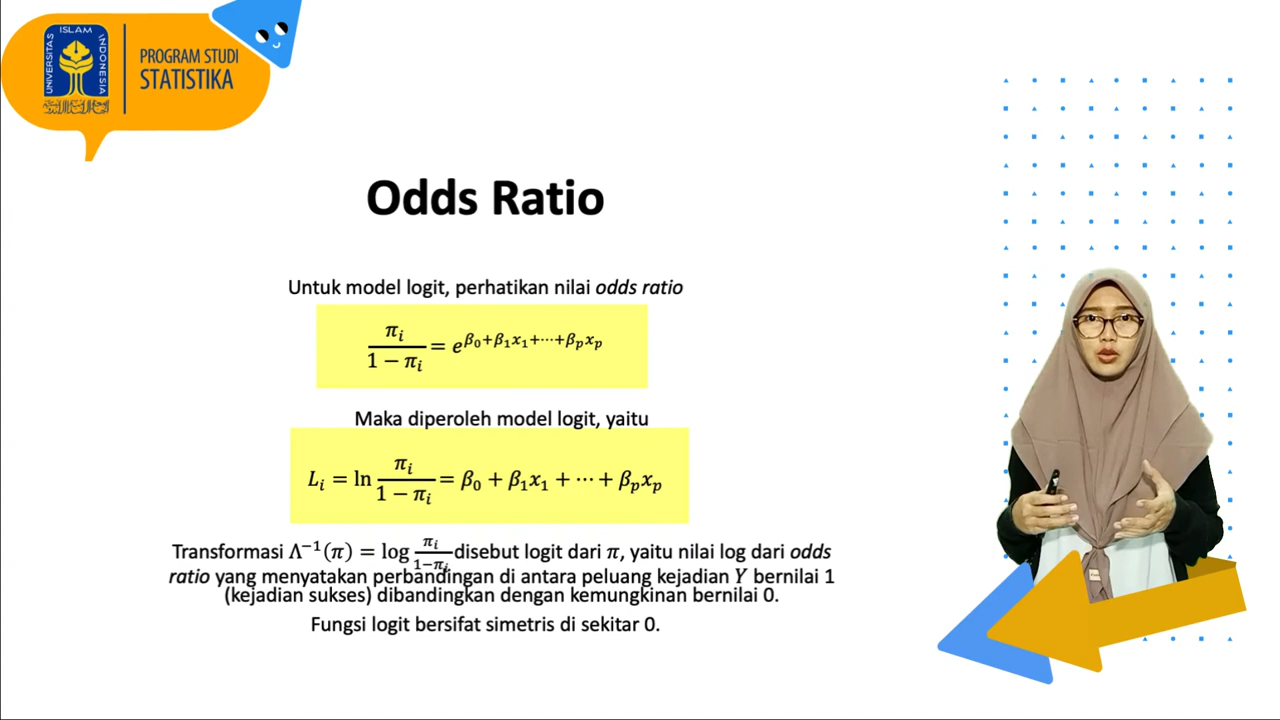 UNIVERSITAS ISLAM INDONESIA
PROGRAM STUDI
STATISTIKA
Odds Ratio
Untuk model logit, perhatikan nilai odds ratio
πᵢ / (1 − πᵢ) = e^(β₀+β₁x₁+⋯+βₚxₚ)
Maka diperoleh model logit, yaitu
Lᵢ = ln πᵢ / (1 − πᵢ) = β₀ + β₁x₁ + ⋯ + βₚxₚ
Transformasi Λ⁻¹(π) = log πᵢ / (1−πᵢ) disebut logit dari π, yaitu nilai log dari odds
ratio yang menyatakan perbandingan di antara peluang kejadian Y bernilai 1
(kejadian sukses) dibandingkan dengan kemungkinan bernilai 0.
Fungsi logit bersifat simetris di sekitar 0.